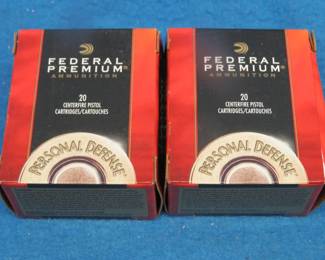 FEDERAL
PREMIUM®
AMMUNITION
20
CENTERFIRE PISTOL
CARTRIDGES/CARTOUCHES
PERSONAL DEFENSE
FEDERAL
PREMIUM®
AMMUNITION
20
CENTERFIRE PISTOL
CARTRIDGES/CARTOUCHES
PERSONAL DEFENSE